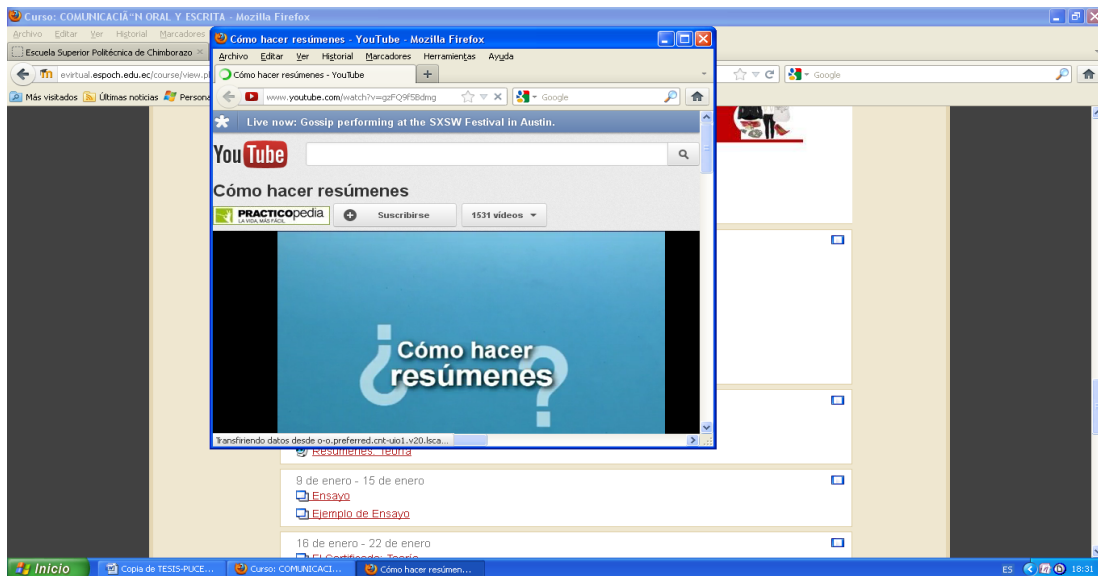 Curso: COMUNICACIÃ“N ORAL Y ESCRITA - Mozilla Firefox
Archivo Editar Ver Historial Marcadores
Escuela Superior Politécnica de Chimborazo
evirtual.espoch.edu.ec/course/view.p
Google
Más visitados Últimas noticias Persona
Cómo hacer resúmenes - YouTube - Mozilla Firefox
Archivo Editar Ver Historial Marcadores Herramientas Ayuda
Cómo hacer resúmenes - YouTube
www.youtube.com/watch?v=gzFQ9f5Bdmg
Google
Live now: Gossip performing at the SXSW Festival in Austin.
YouTube
Cómo hacer resúmenes
PRACTICOpedia
LA VIDA, MÁS FÁCIL
Suscribirse
1531 vídeos
¿Cómo hacer
resúmenes?
Transfiriendo datos desde o-o.preferred.cnt-uio1.v20.lsca...
Resúmenes: Teoría
9 de enero - 15 de enero
Ensayo
Ejemplo de Ensayo
16 de enero - 22 de enero
El Certificado: Teoría
Inicio
Copia de TESIS-PUCE...
Curso: COMUNICACI...
Cómo hacer resúmen...
ES
18:31